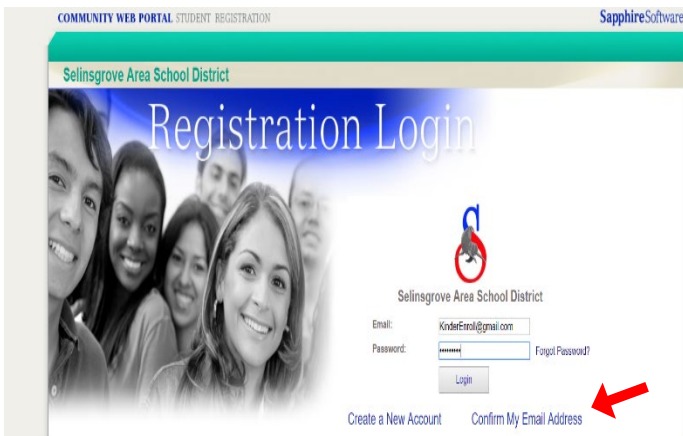 COMMUNITY WEB PORTAL STUDENT REGISTRATION SapphireSoftware
Selinsgrove Area School District
Registration Login
S
Selinsgrove Area School District
Email: KinderEnroll@gmail.com
Password: •••••••• Forgot Password?
Login
Create a New Account Confirm My Email Address